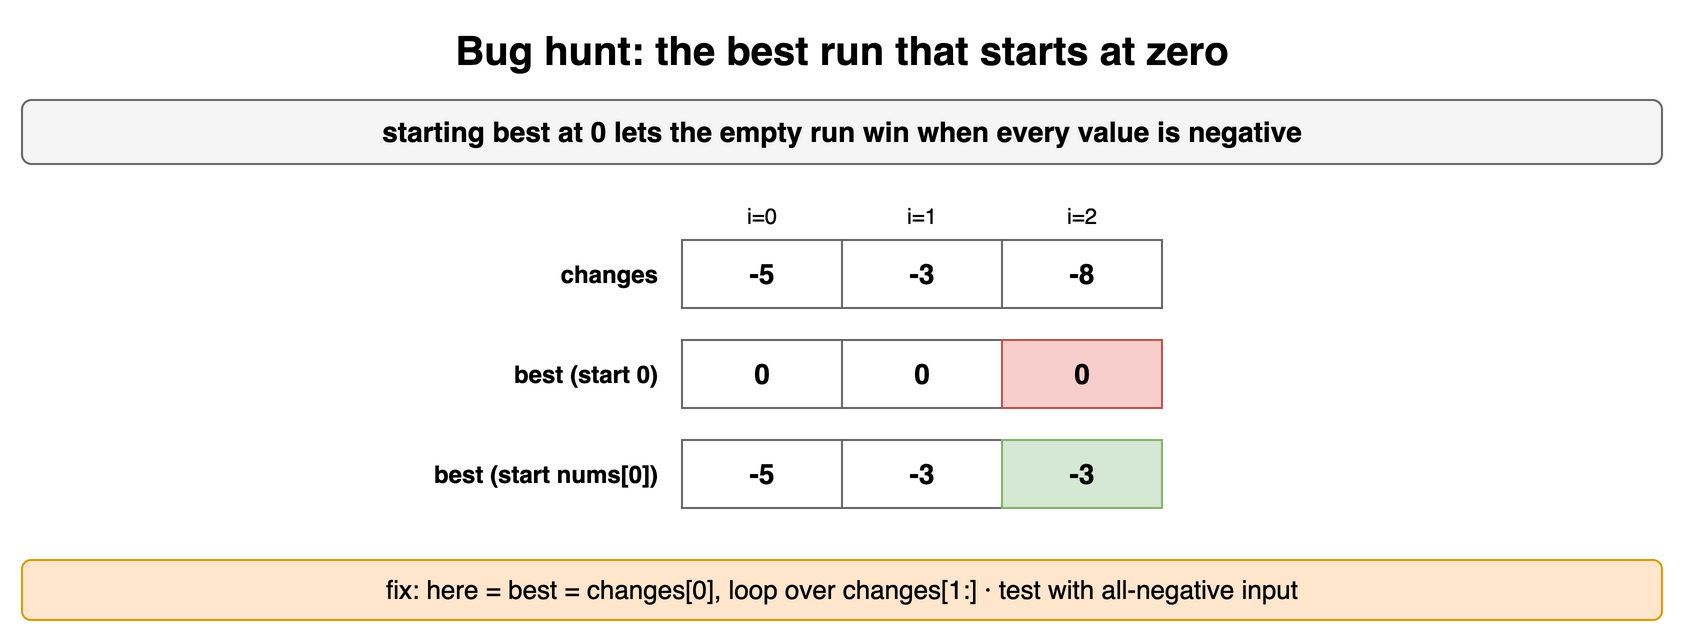 Bug hunt: the best run that starts at zero
starting best at 0 lets the empty run win when every value is negative
i=0 i=1 i=2
changes -5 -3 -8
best (start 0) 0 0 0
best (start nums[0]) -5 -3 -3
fix: here = best = changes[0], loop over changes[1:] · test with all-negative input